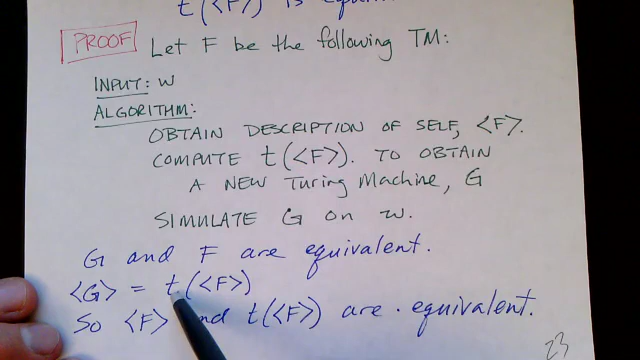 t(<F>) is
PROOF Let F be the following TM:
INPUT: W
ALGORITHM:
OBTAIN DESCRIPTION OF SELF, <F>.
COMPUTE t(<F>). TO OBTAIN
A NEW Turing Machine, G
SIMULATE G ON w.
G and F are equivalent.
<G> = t(<F>)
So <F> and t(<F>) are equivalent.
23